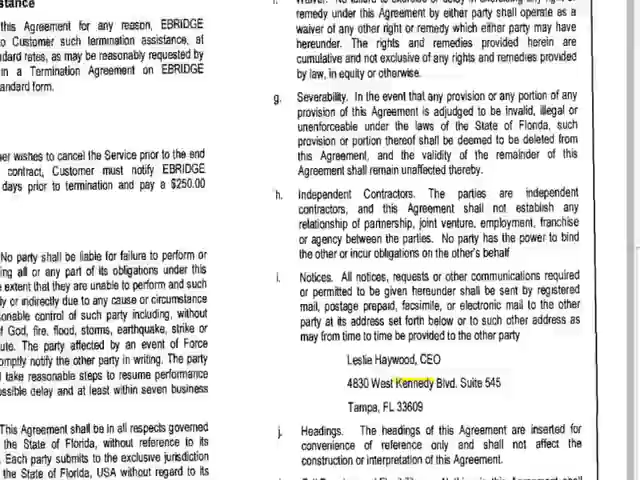 stance
this Agreement for any reason, EBRIDGE
o Customer such termination assistance, at
dard rates, as may be reasonably requested by
in a Termination Agreement on EBRIDGE
andard form.
er wishes to cancel the Service prior to the end
contract, Customer must notify EBRIDGE
days prior to termination and pay a $250.00
No party shall be liable for failure to perform or
ing all or any part of its obligations under this
extent that they are unable to perform and such
ly or indirectly due to any cause or circumstance
onable control of such party including, without
f God, fire, flood, storms, earthquake, strike or
ute. The party affected by an event of Force
omptly notify the other party in writing. The party
l take reasonable steps to resume performance
ossible delay and at least within seven business
This Agreement shall be in all respects governed
the State of Florida, without reference to its
. Each party submits to the exclusive jurisdiction
the State of Florida, USA without regard to its
remedy under this Agreement by either party shall operate as a
waiver of any other right or remedy which either party may have
hereunder. The rights and remedies provided herein are
cumulative and not exclusive of any rights and remedies provided
by law, in equity or otherwise.
g. Severability. In the event that any provision or any portion of any
provision of this Agreement is adjudged to be invalid, illegal or
unenforceable under the laws of the State of Florida, such
provision or portion thereof shall be deemed to be deleted from
this Agreement, and the validity of the remainder of this
Agreement shall remain unaffected thereby.
h. Independent Contractors. The parties are independent
contractors, and this Agreement shall not establish any
relationship of partnership, joint venture, employment, franchise
or agency between the parties. No party has the power to bind
the other or incur obligations on the other's behalf
i. Notices. All notices, requests or other communications required
or permitted to be given hereunder shall be sent by registered
mail, postage prepaid, facsimile, or electronic mail to the other
party at its address set forth below or to such other address as
may from time to time be provided to the other party
Leslie Haywood, CEO
4830 West Kennedy Blvd. Suite 545
Tampa, FL 33609
j. Headings. The headings of this Agreement are inserted for
convenience of reference only and shall not affect the
construction or interpretation of this Agreement.